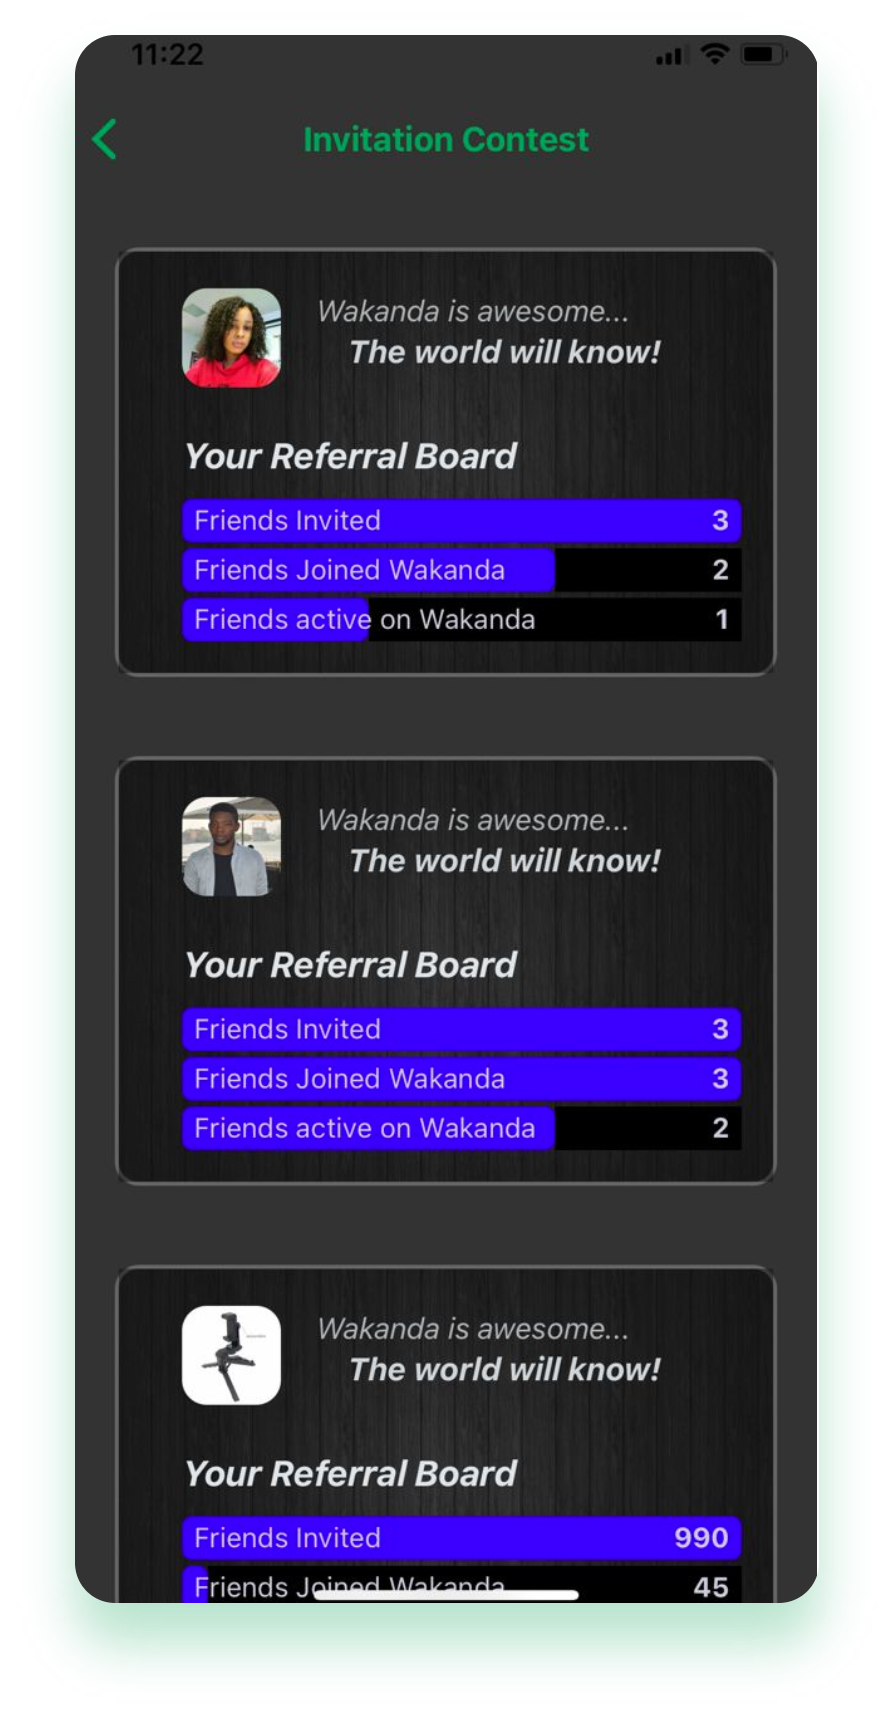 11:22
Invitation Contest
Wakanda is awesome...
The world will know!
Your Referral Board
Friends Invited 3
Friends Joined Wakanda 2
Friends active on Wakanda 1
Wakanda is awesome...
The world will know!
Your Referral Board
Friends Invited 3
Friends Joined Wakanda 3
Friends active on Wakanda 2
Wakanda is awesome...
The world will know!
Your Referral Board
Friends Invited 990
Friends Joined Wakanda 45